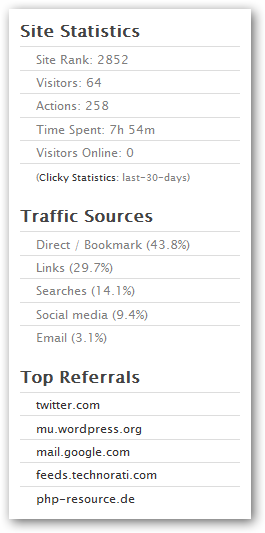 Site Statistics
Site Rank: 2852
Visitors: 64
Actions: 258
Time Spent: 7h 54m
Visitors Online: 0
(Clicky Statistics: last-30-days)
Traffic Sources
Direct / Bookmark (43.8%)
Links (29.7%)
Searches (14.1%)
Social media (9.4%)
Email (3.1%)
Top Referrals
twitter.com
mu.wordpress.org
mail.google.com
feeds.technorati.com
php-resource.de